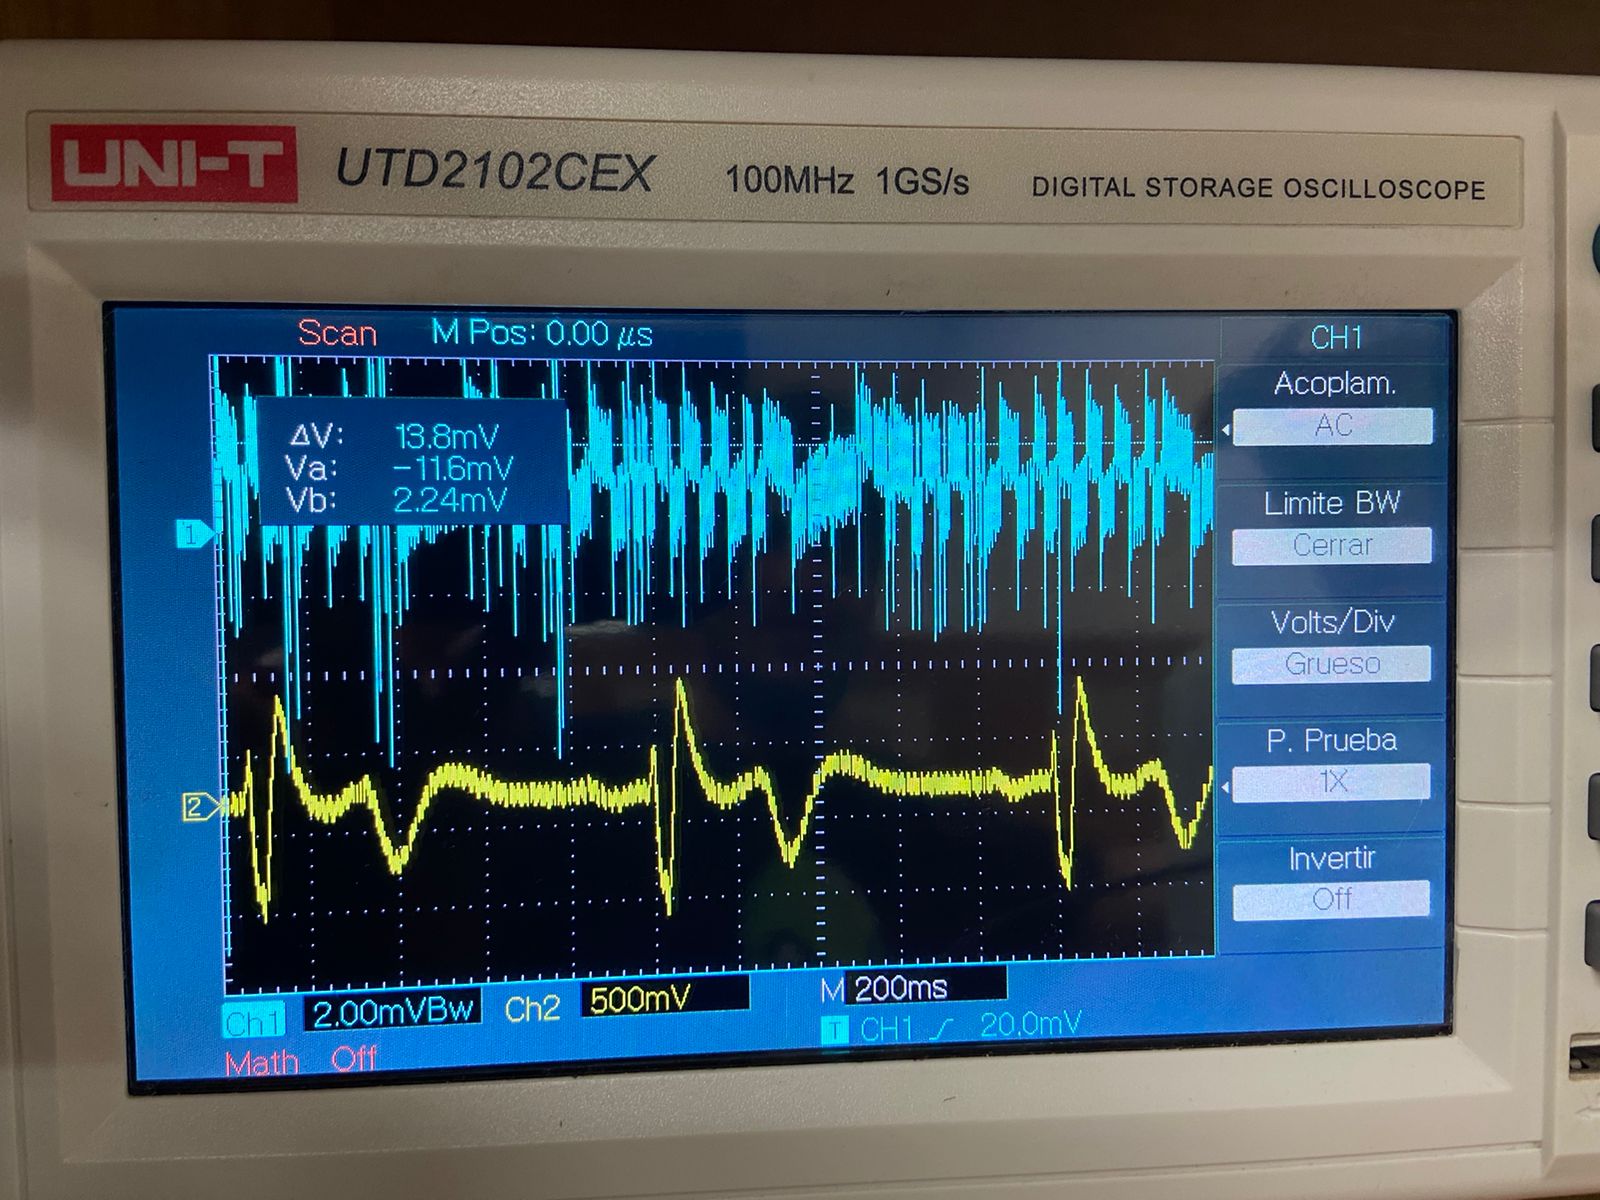 UNI-T UTD2102CEX 100MHz 1GS/s DIGITAL STORAGE OSCILLOSCOPE
Scan M Pos: 0.00 μs CH1
Acoplam.
AC
ΔV: 13.8mV
Va: -11.6mV
Vb: 2.24mV
Limite BW
Cerrar
1
Volts/Div
Grueso
P. Prueba
1X
2
Invertir
Off
Ch1 2.00mVBw Ch2 500mV M 200ms
T CH1 20.0mV
Math Off